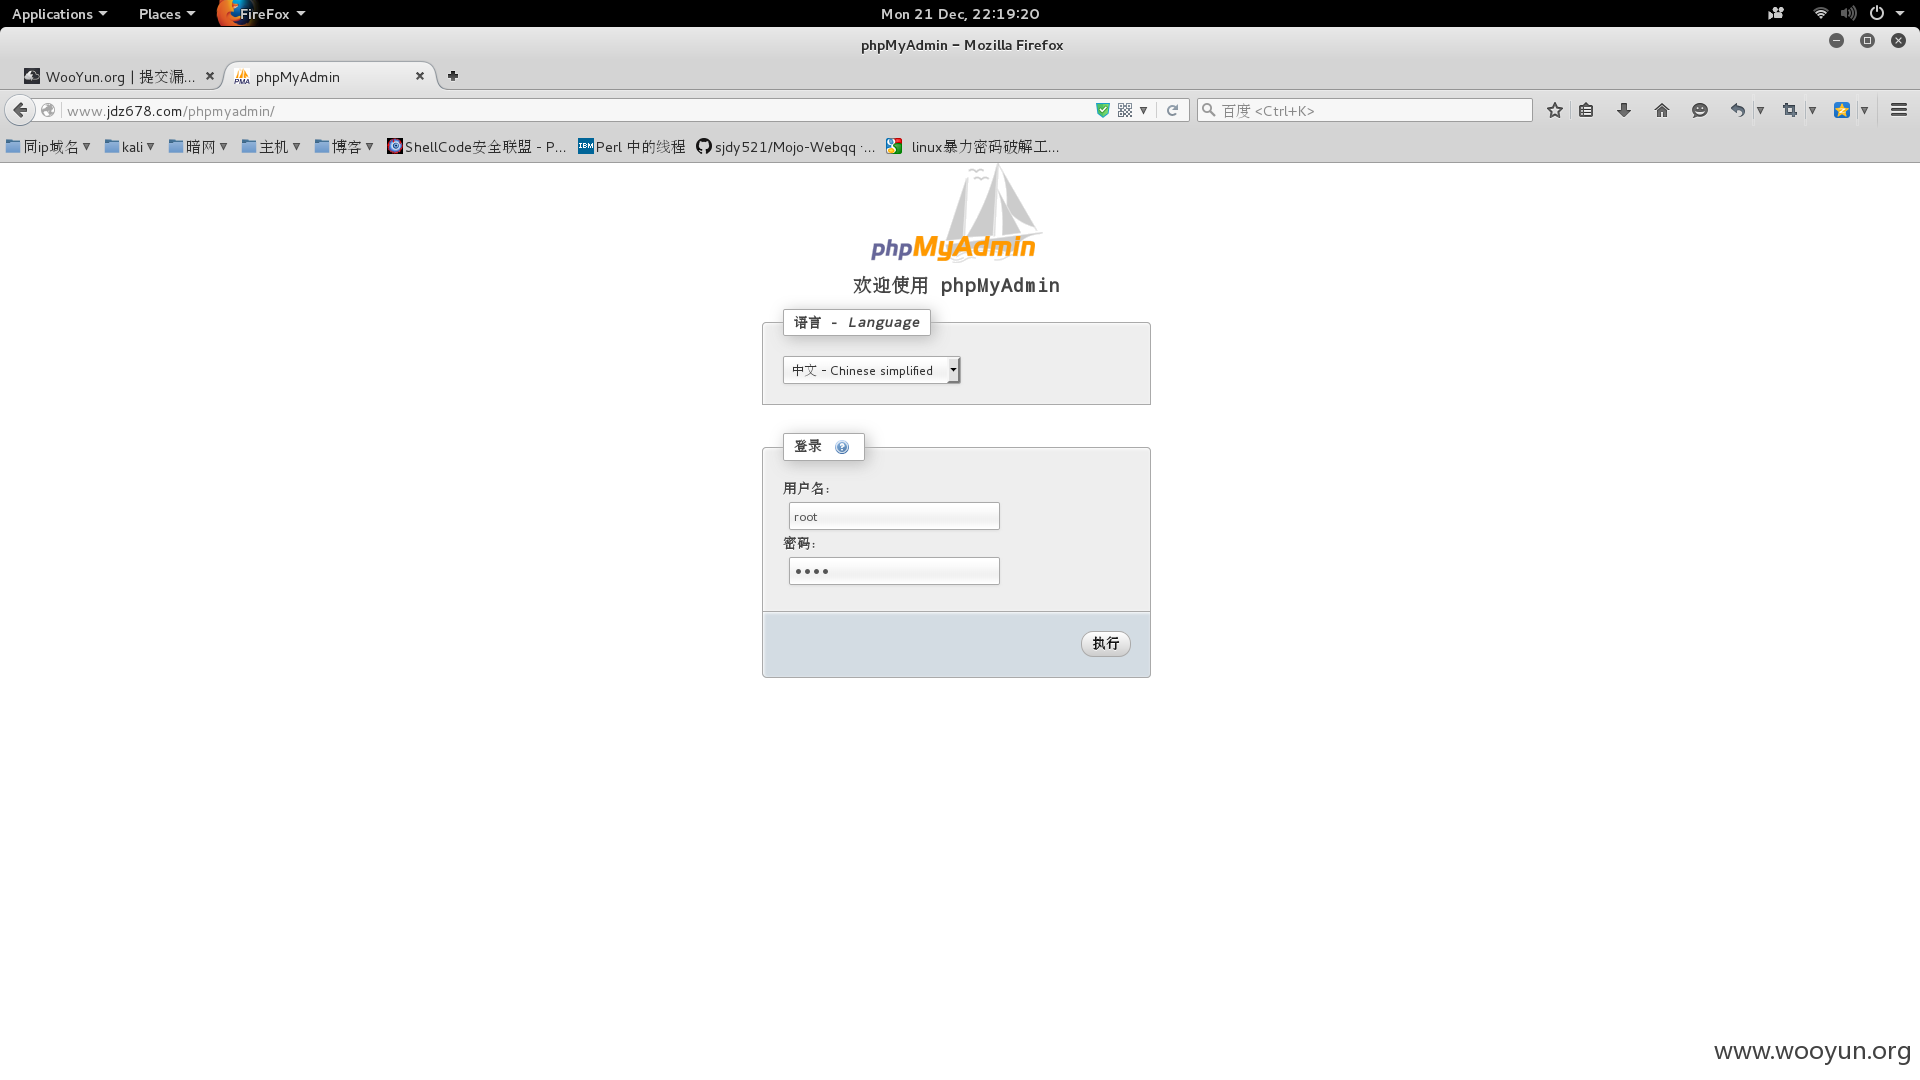 Applications Places FireFox Mon 21 Dec, 22:19:20
phpMyAdmin - Mozilla Firefox
WooYun.org | 提交漏... phpMyAdmin
www.jdz678.com/phpmyadmin/ 百度 <Ctrl+K>
同ip域名 kali 暗网 主机 博客 ShellCode安全联盟 - P... IBM Perl 中的线程 sjdy521/Mojo-Webqq ·... linux暴力密码破解工...
phpMyAdmin
欢迎使用 phpMyAdmin
语言 - Language
中文 - Chinese simplified
登录
用户名:
root
密码:
执行
www.wooyun.org